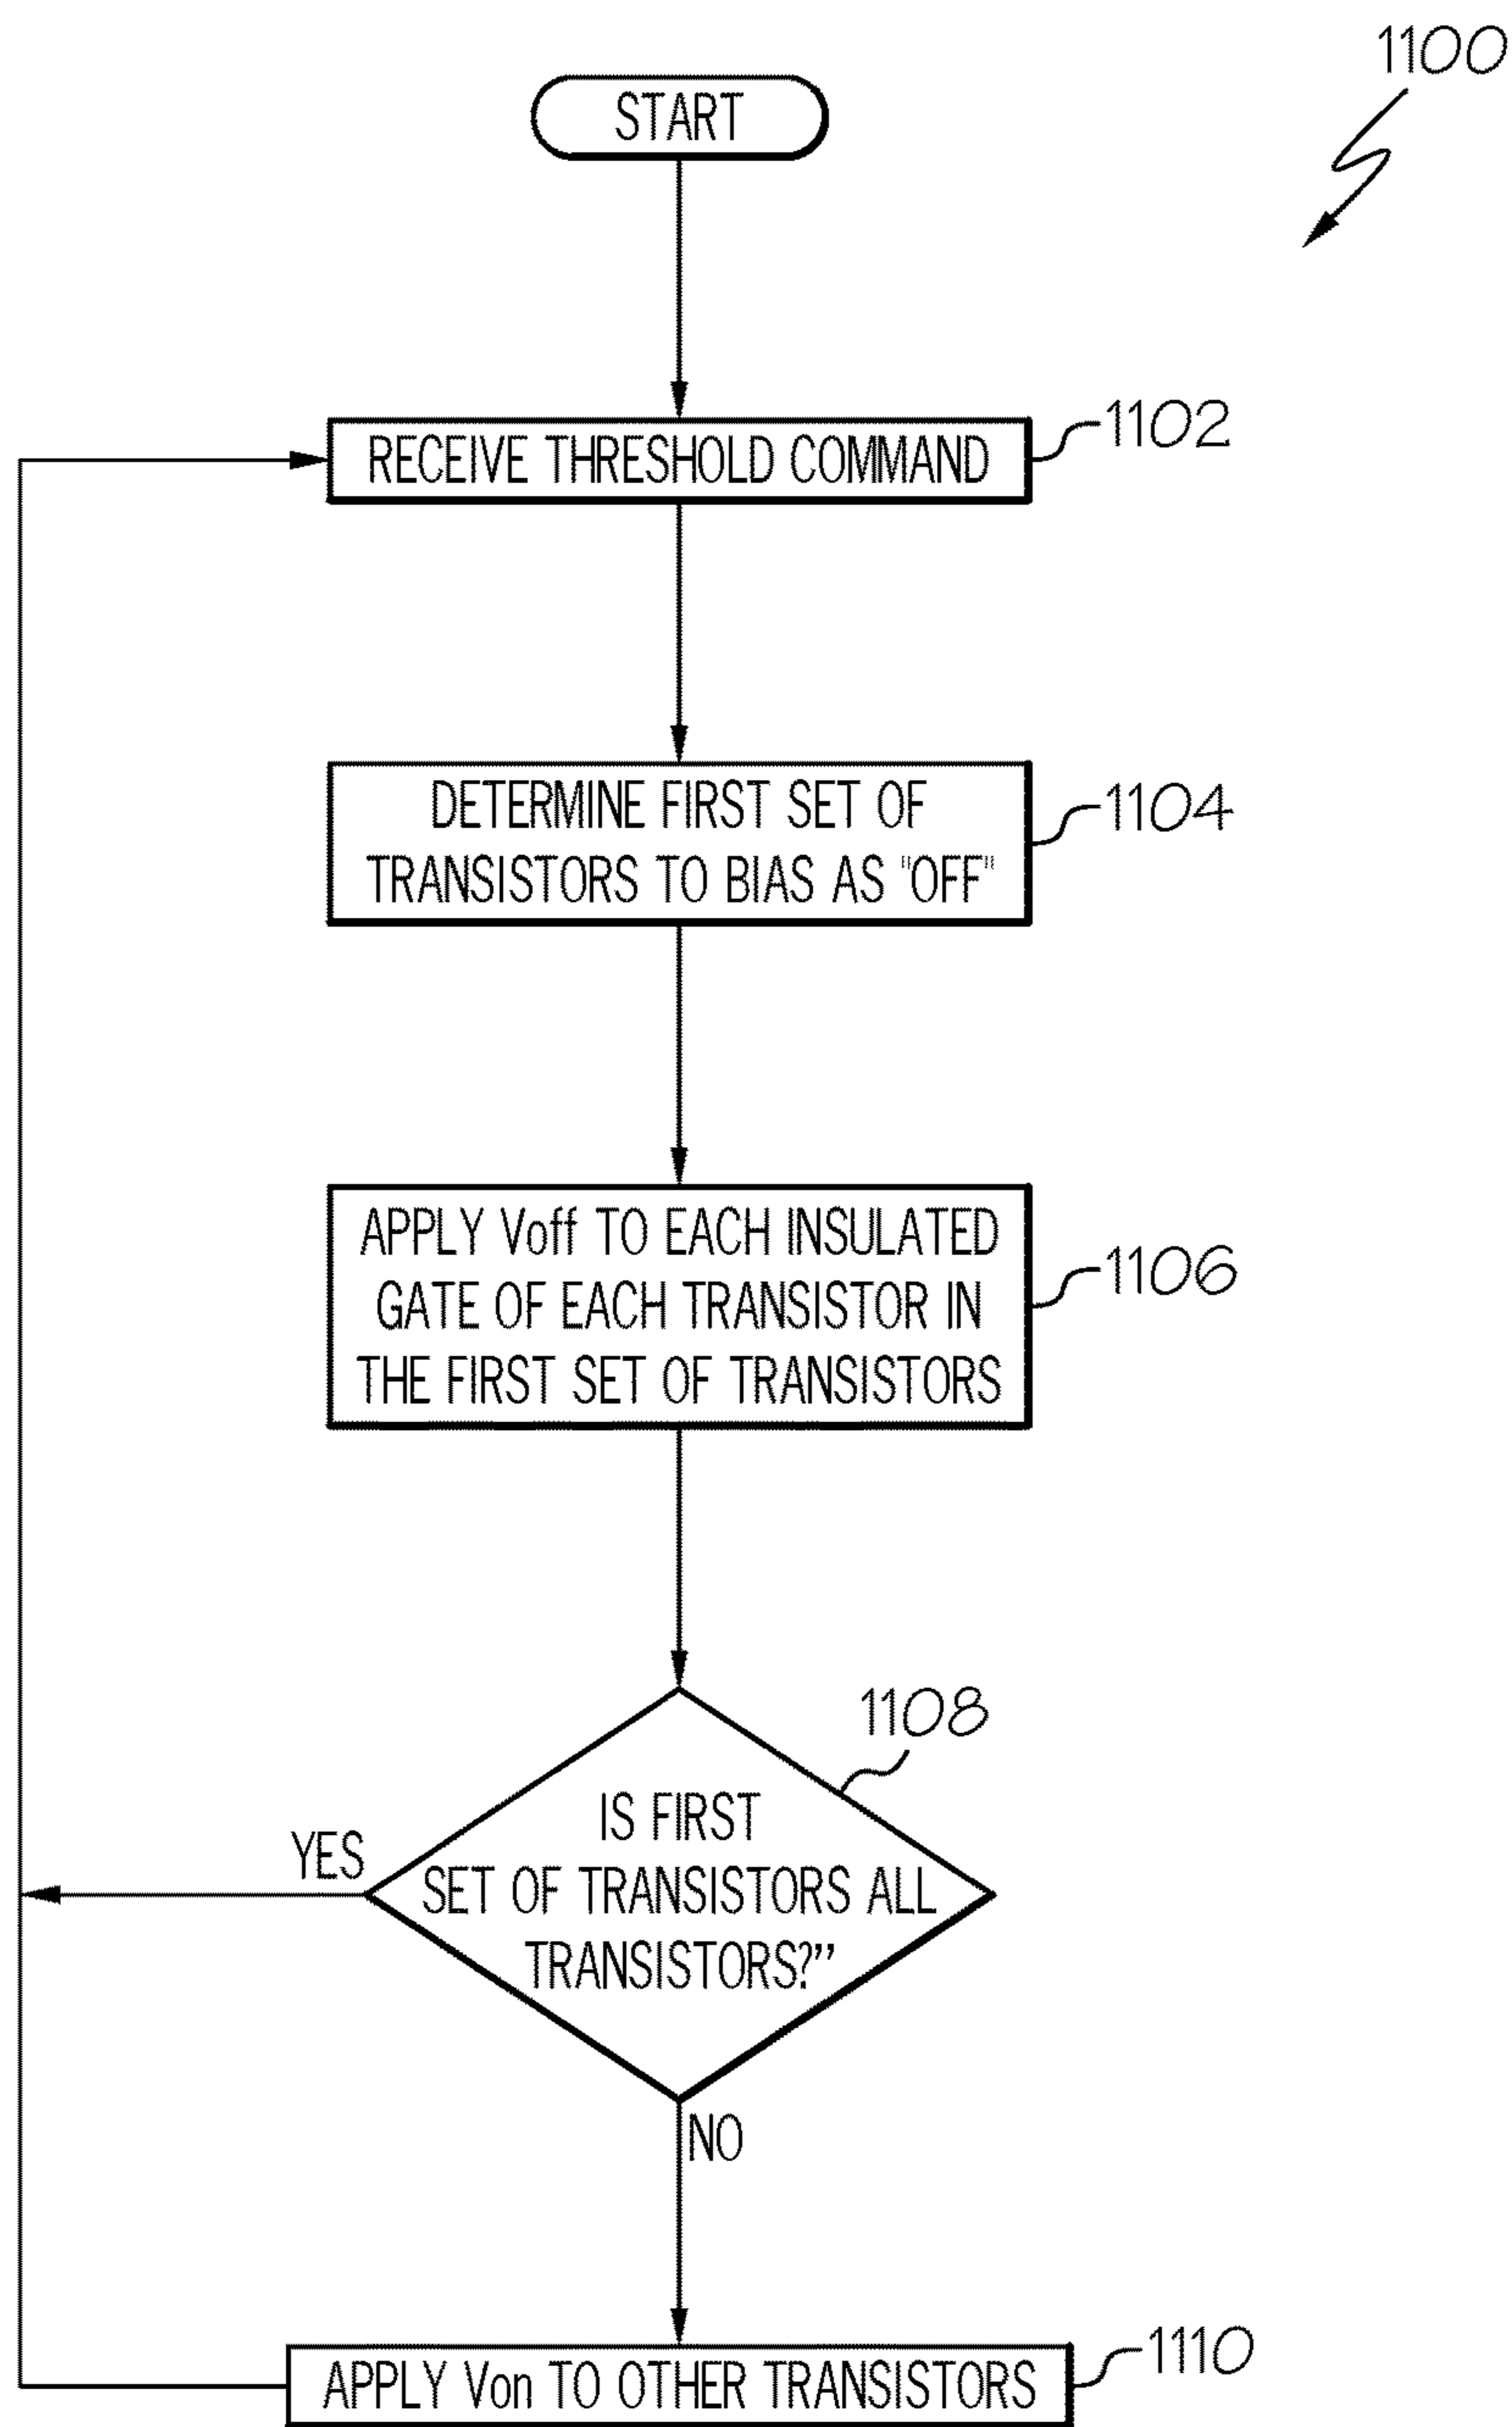 1100
START
RECEIVE THRESHOLD COMMAND
1102
DETERMINE FIRST SET OF
TRANSISTORS TO BIAS AS "OFF"
1104
APPLY Voff TO EACH INSULATED
GATE OF EACH TRANSISTOR IN
THE FIRST SET OF TRANSISTORS
1106
1108
IS FIRST
SET OF TRANSISTORS ALL
TRANSISTORS?”
YES
NO
APPLY Von TO OTHER TRANSISTORS
1110